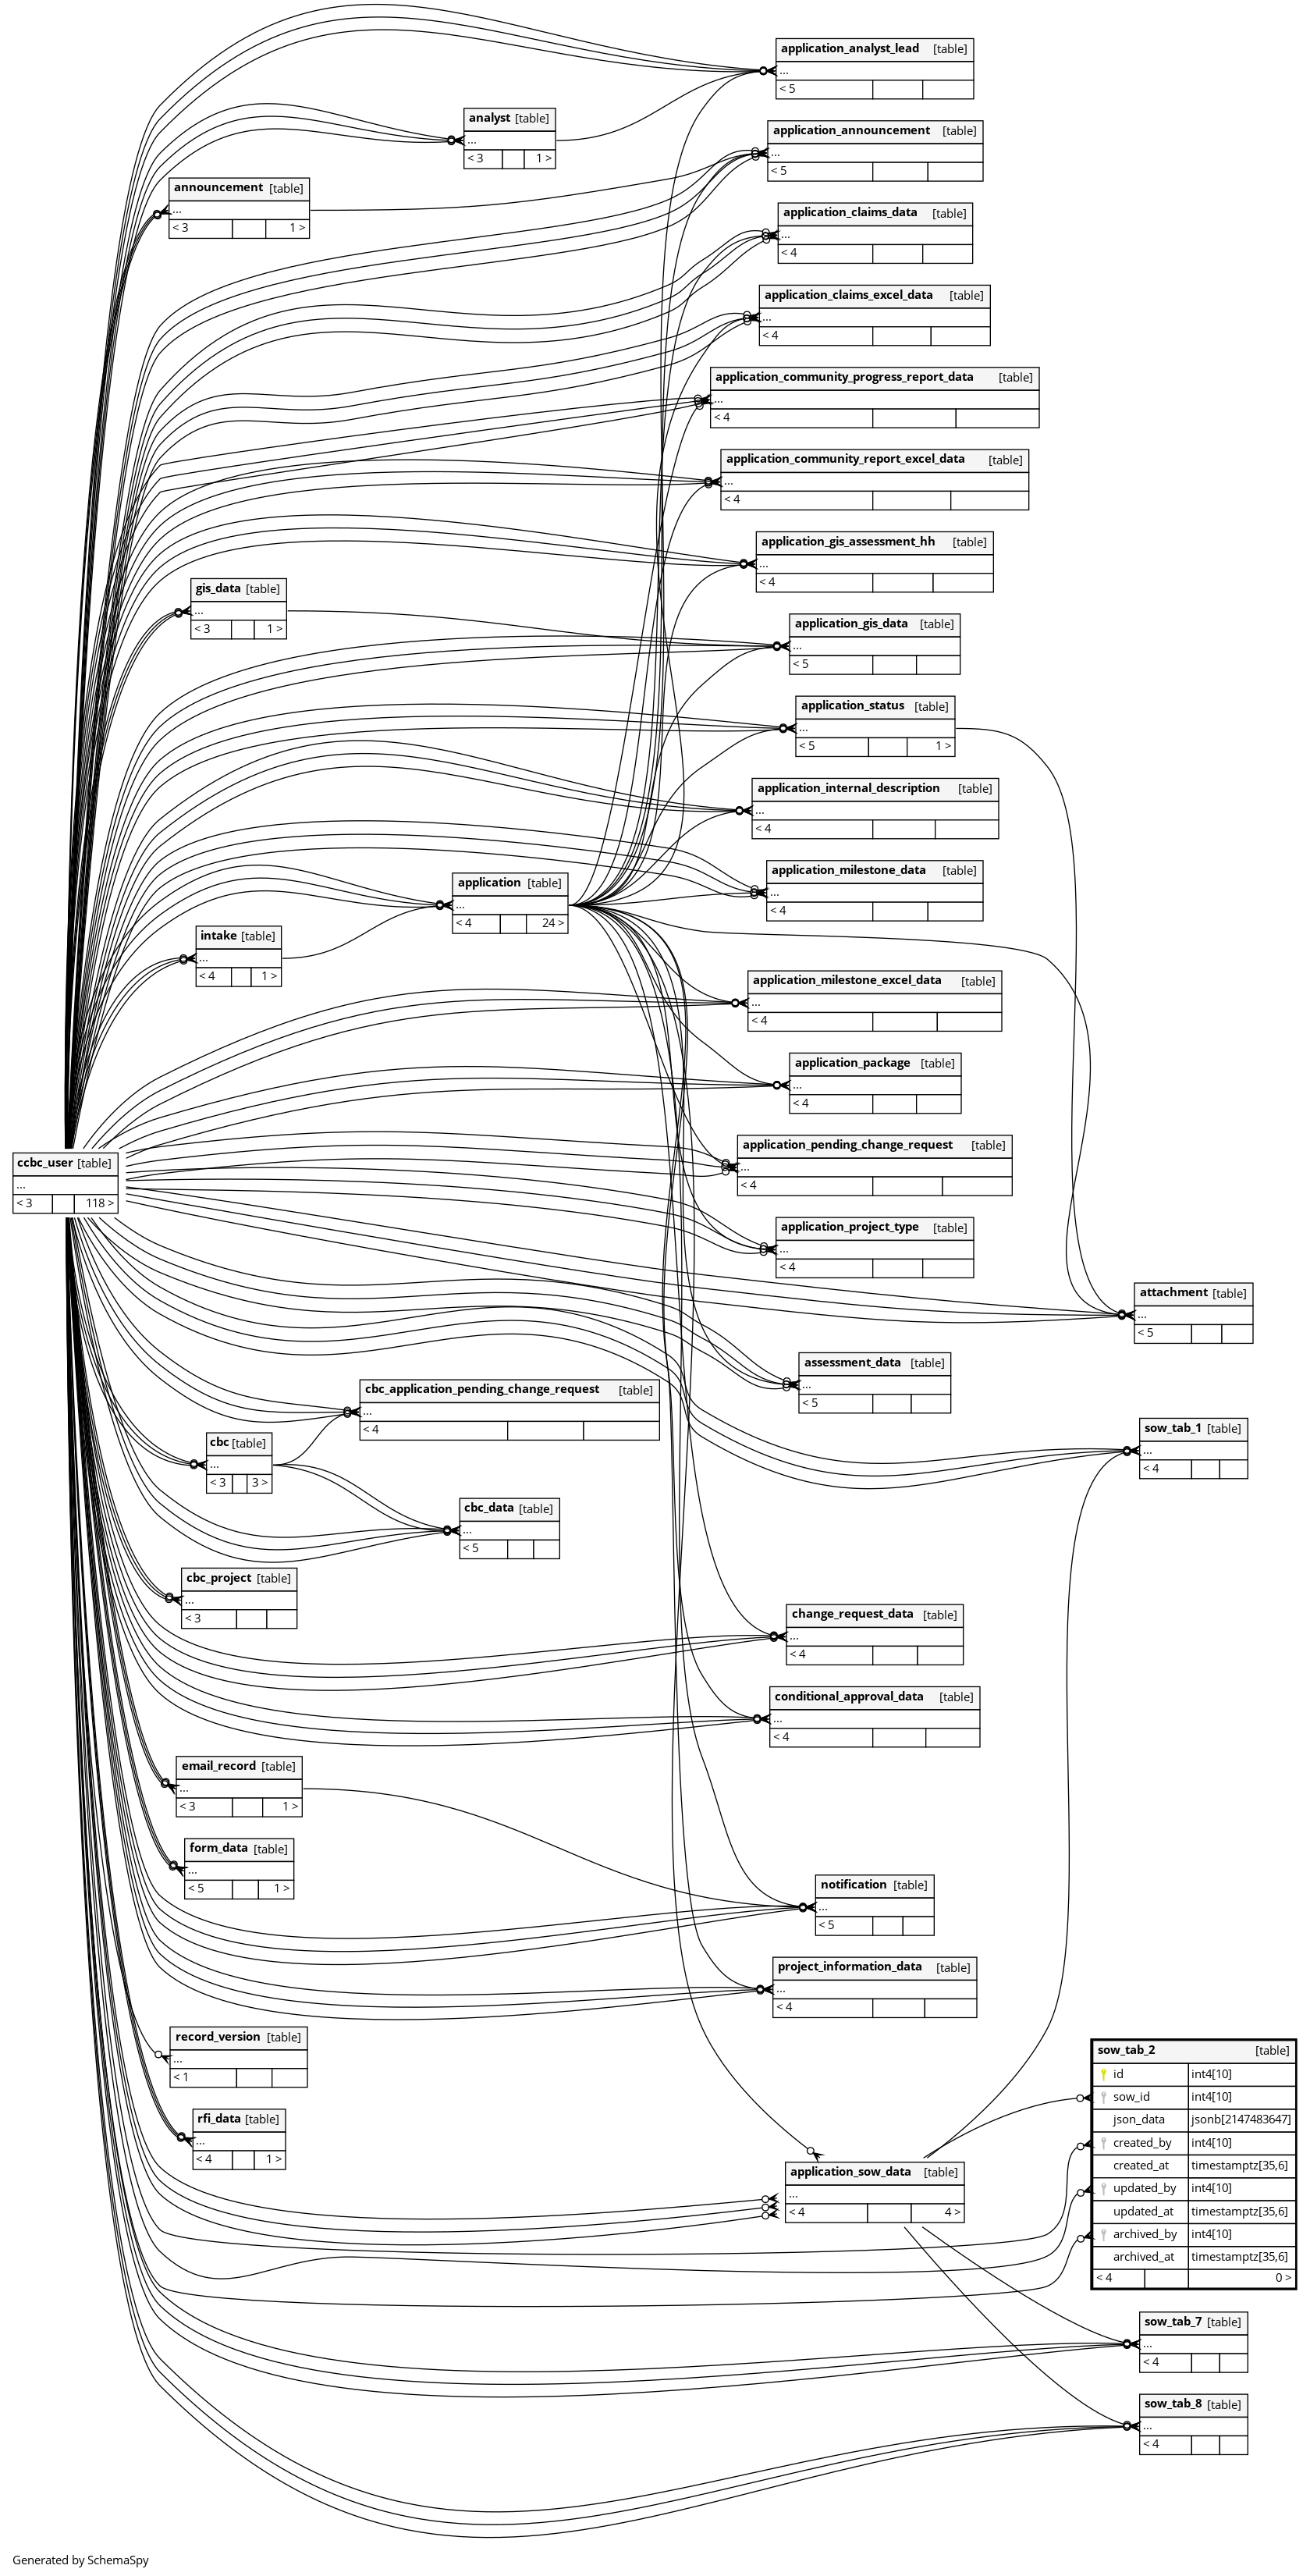 application_analyst_lead [table]
...
< 5
analyst [table]
...
< 3 1 >
application_announcement [table]
...
< 5
announcement [table]
...
< 3 1 >
application_claims_data [table]
...
< 4
application_claims_excel_data [table]
...
< 4
application_community_progress_report_data [table]
...
< 4
application_community_report_excel_data [table]
...
< 4
application_gis_assessment_hh [table]
...
< 4
gis_data [table]
...
< 3 1 >
application_gis_data [table]
...
< 5
application_status [table]
...
< 5 1 >
application_internal_description [table]
...
< 4
application_milestone_data [table]
...
< 4
application [table]
...
< 4 24 >
intake [table]
...
< 4 1 >
application_milestone_excel_data [table]
...
< 4
application_package [table]
...
< 4
application_pending_change_request [table]
...
< 4
ccbc_user [table]
...
< 3 118 >
application_project_type [table]
...
< 4
attachment [table]
...
< 5
assessment_data [table]
...
< 5
cbc_application_pending_change_request [table]
...
< 4
sow_tab_1 [table]
...
< 4
cbc [table]
...
< 3 3 >
cbc_data [table]
...
< 5
cbc_project [table]
...
< 3
change_request_data [table]
...
< 4
conditional_approval_data [table]
...
< 4
email_record [table]
...
< 3 1 >
form_data [table]
...
< 5 1 >
notification [table]
...
< 5
project_information_data [table]
...
< 4
record_version [table]
...
< 1
sow_tab_2 [table]
id int4[10]
sow_id int4[10]
json_data jsonb[2147483647]
created_by int4[10]
created_at timestamptz[35,6]
updated_by int4[10]
updated_at timestamptz[35,6]
archived_by int4[10]
archived_at timestamptz[35,6]
< 4 0 >
rfi_data [table]
...
< 4 1 >
application_sow_data [table]
...
< 4 4 >
sow_tab_7 [table]
...
< 4
sow_tab_8 [table]
...
< 4
Generated by SchemaSpy